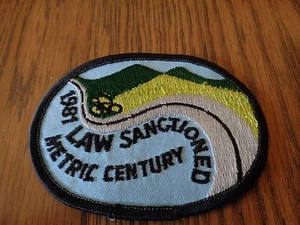 1981 LAW SANCTIONED
METRIC CENTURY